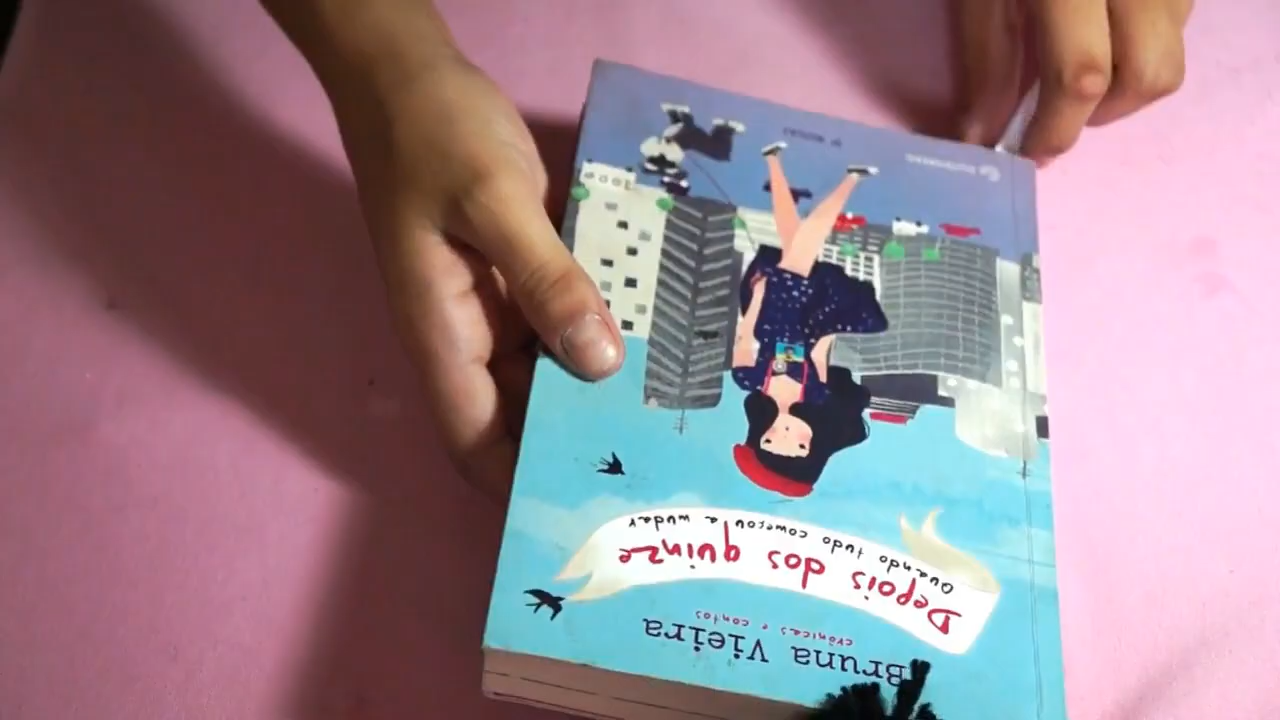 Bruna Vieira
crônicas e contos
Depois dos quinze
Quando tudo começou a mudar